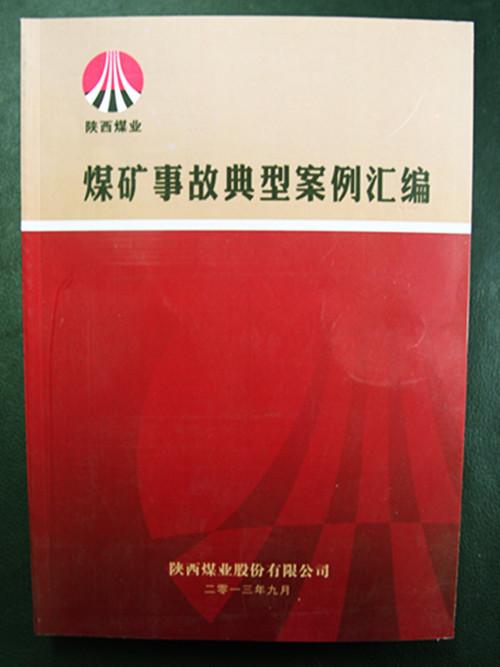 陕西煤业
煤矿事故典型案例汇编
陕西煤业股份有限公司
二零一三年九月